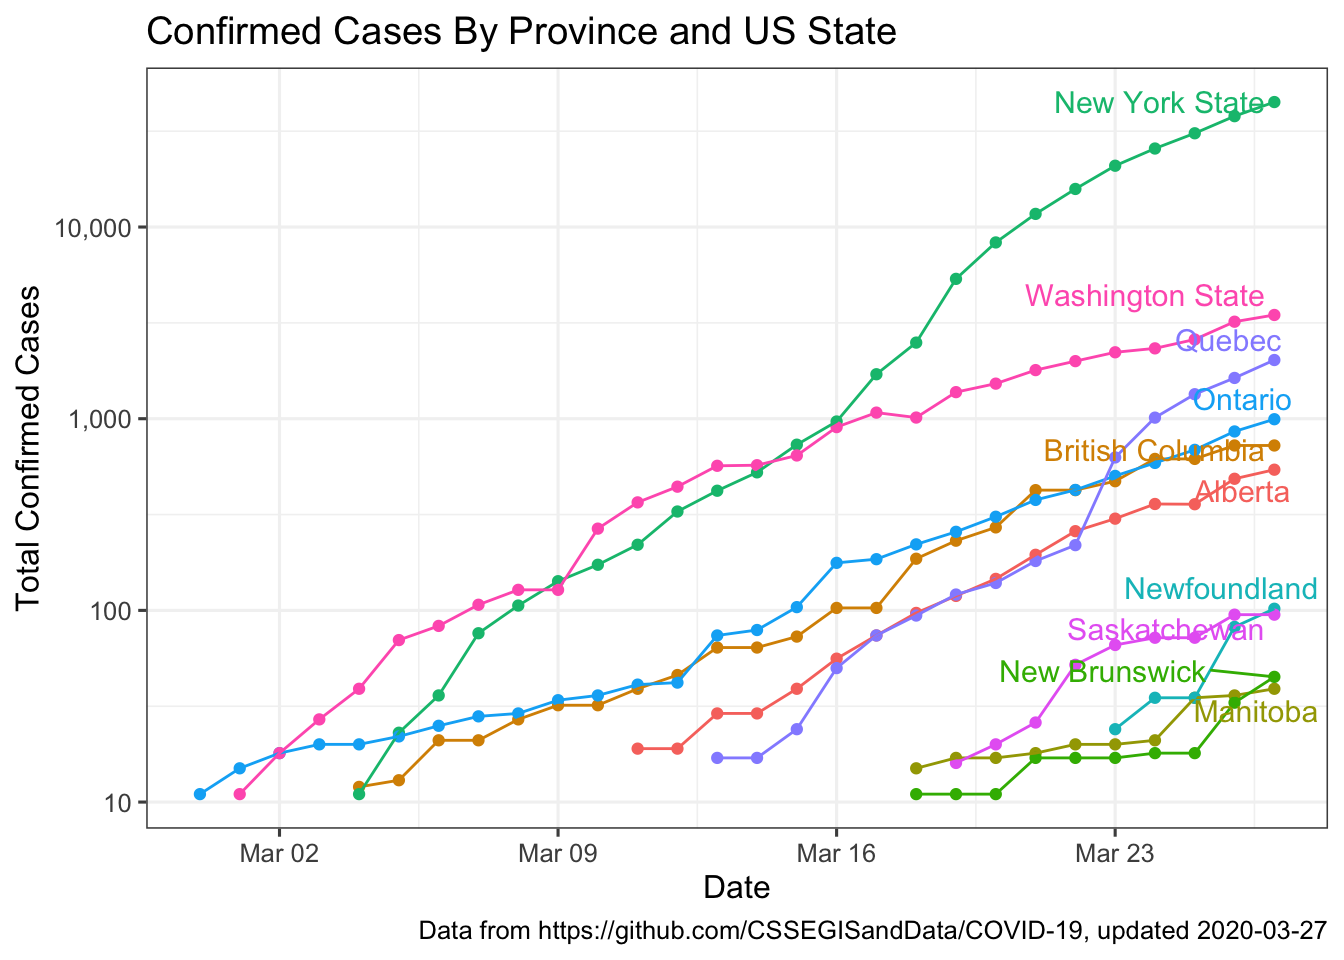 Confirmed Cases By Province and US State
Total Confirmed Cases
10,000
1,000
100
10
New York State
Washington State
Quebec
Ontario
British Columbia
Alberta
Newfoundland
Saskatchewan
New Brunswick
Manitoba
Mar 02 Mar 09 Mar 16 Mar 23
Date
Data from https://github.com/CSSEGISandData/COVID-19, updated 2020-03-27